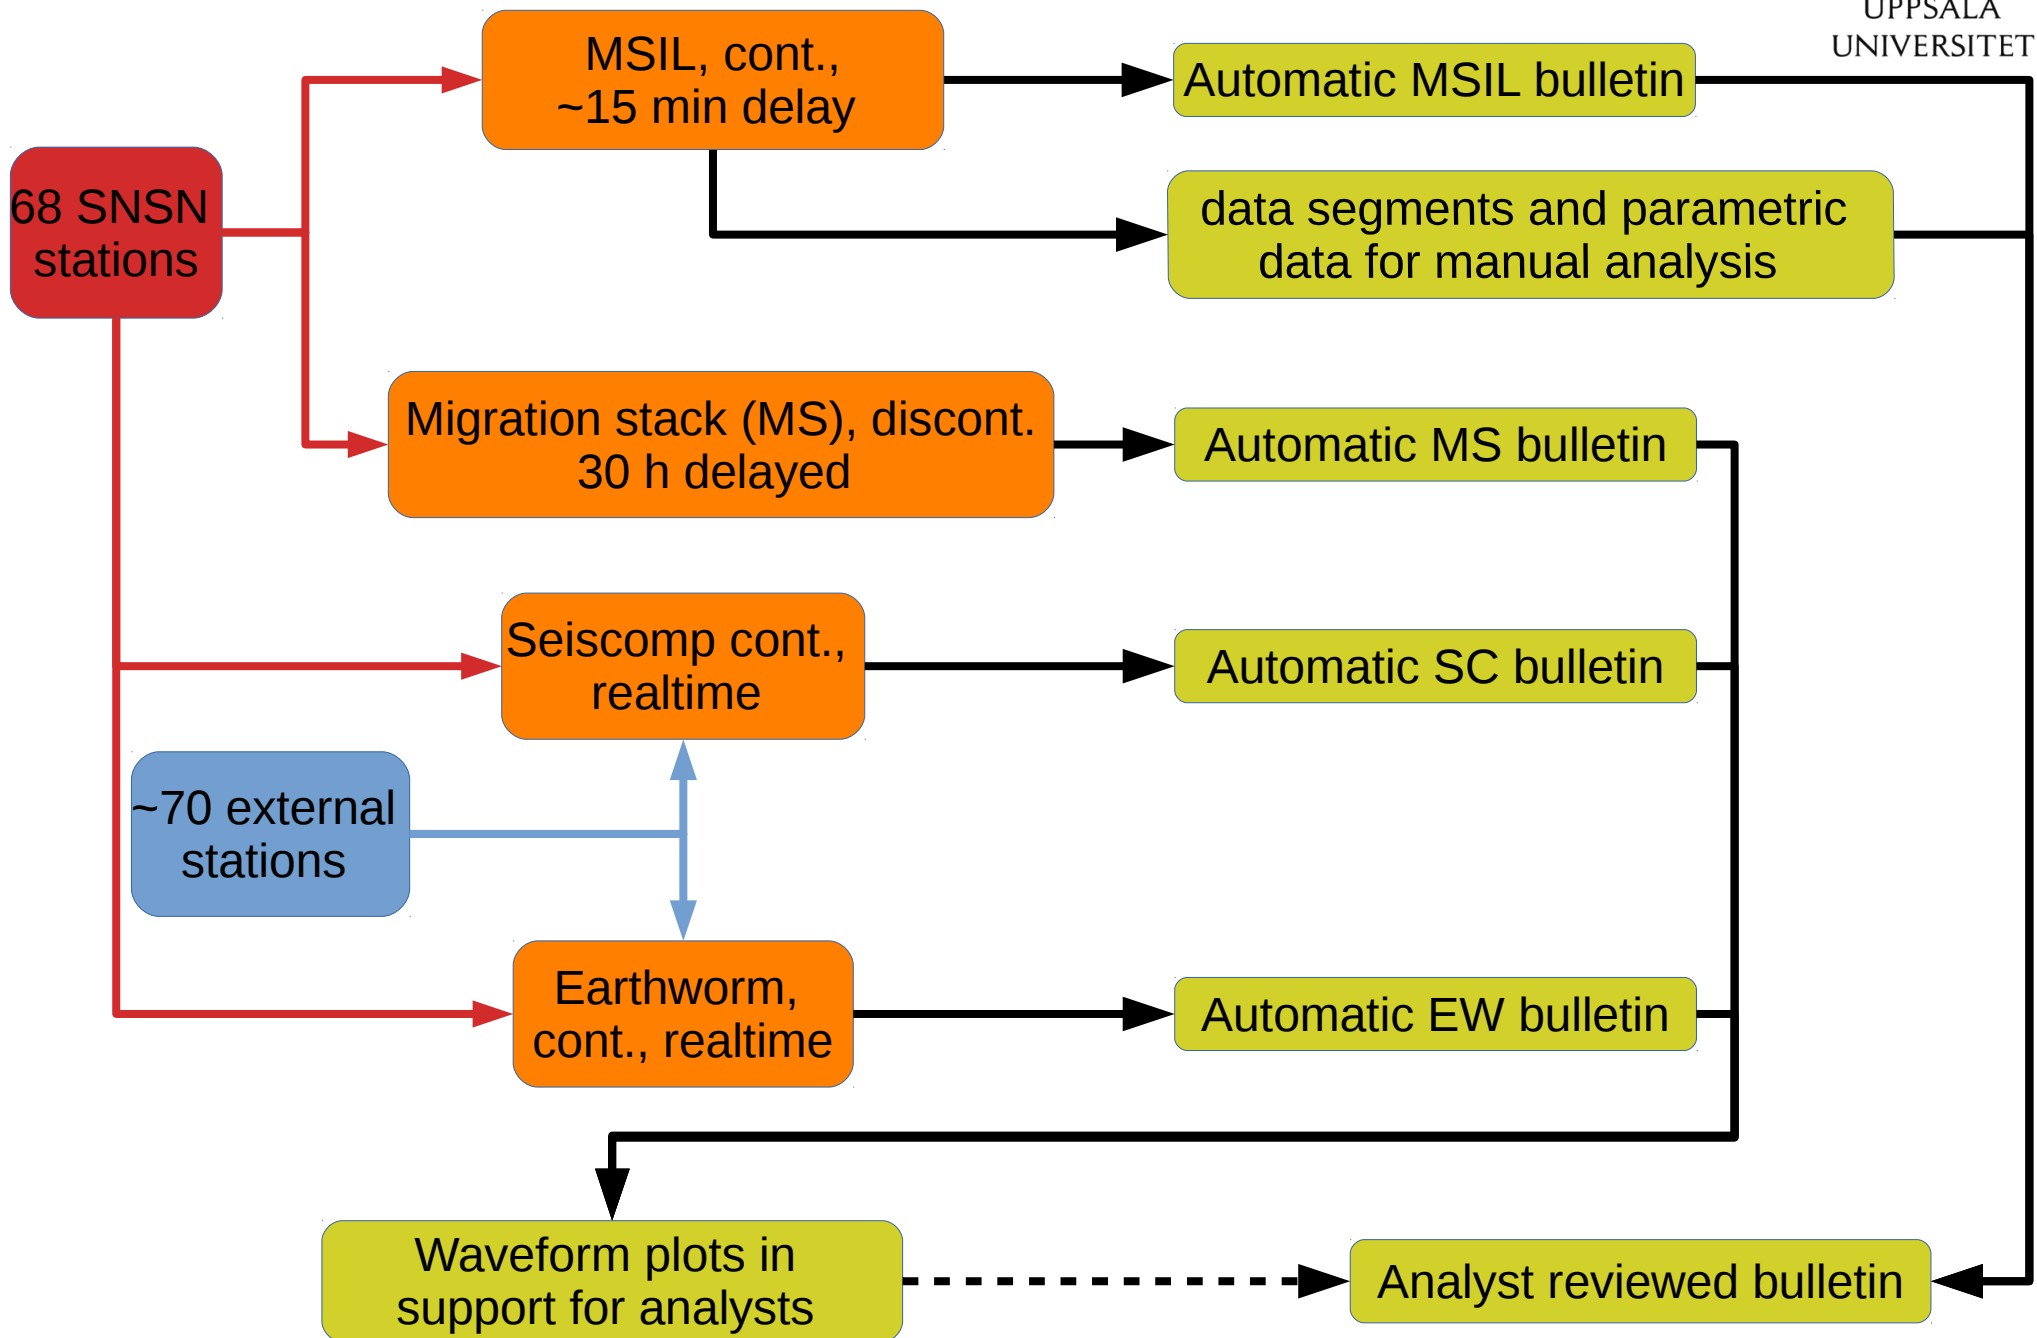 UPPSALA
UNIVERSITET
MSIL, cont.,
~15 min delay
Automatic MSIL bulletin
68 SNSN
stations
data segments and parametric
data for manual analysis
Migration stack (MS), discont.
30 h delayed
Automatic MS bulletin
Seiscomp cont.,
realtime
Automatic SC bulletin
~70 external
stations
Earthworm,
cont., realtime
Automatic EW bulletin
Waveform plots in
support for analysts
Analyst reviewed bulletin